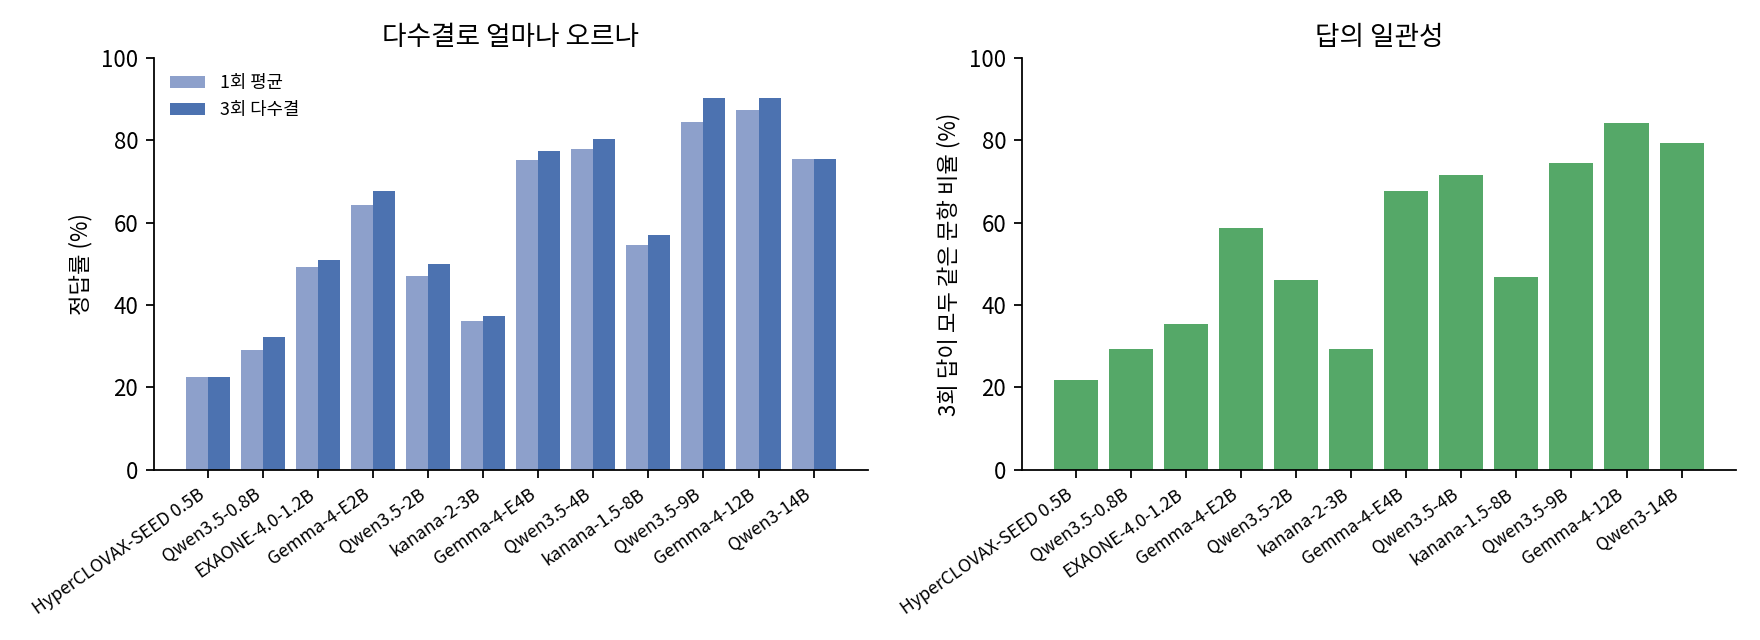 다수결로 얼마나 오르나
정답률 (%)
100
80
60
40
20
0
1회 평균
3회 다수결
HyperCLOVAX-SEED 0.5B
Qwen3.5-0.8B
EXAONE-4.0-1.2B
Gemma-4-E2B
Qwen3.5-2B
kanana-2-3B
Gemma-4-E4B
Qwen3.5-4B
kanana-1.5-8B
Qwen3.5-9B
Gemma-4-12B
Qwen3-14B
답의 일관성
3회 답이 모두 같은 문항 비율 (%)
100
80
60
40
20
0
HyperCLOVAX-SEED 0.5B
Qwen3.5-0.8B
EXAONE-4.0-1.2B
Gemma-4-E2B
Qwen3.5-2B
kanana-2-3B
Gemma-4-E4B
Qwen3.5-4B
kanana-1.5-8B
Qwen3.5-9B
Gemma-4-12B
Qwen3-14B